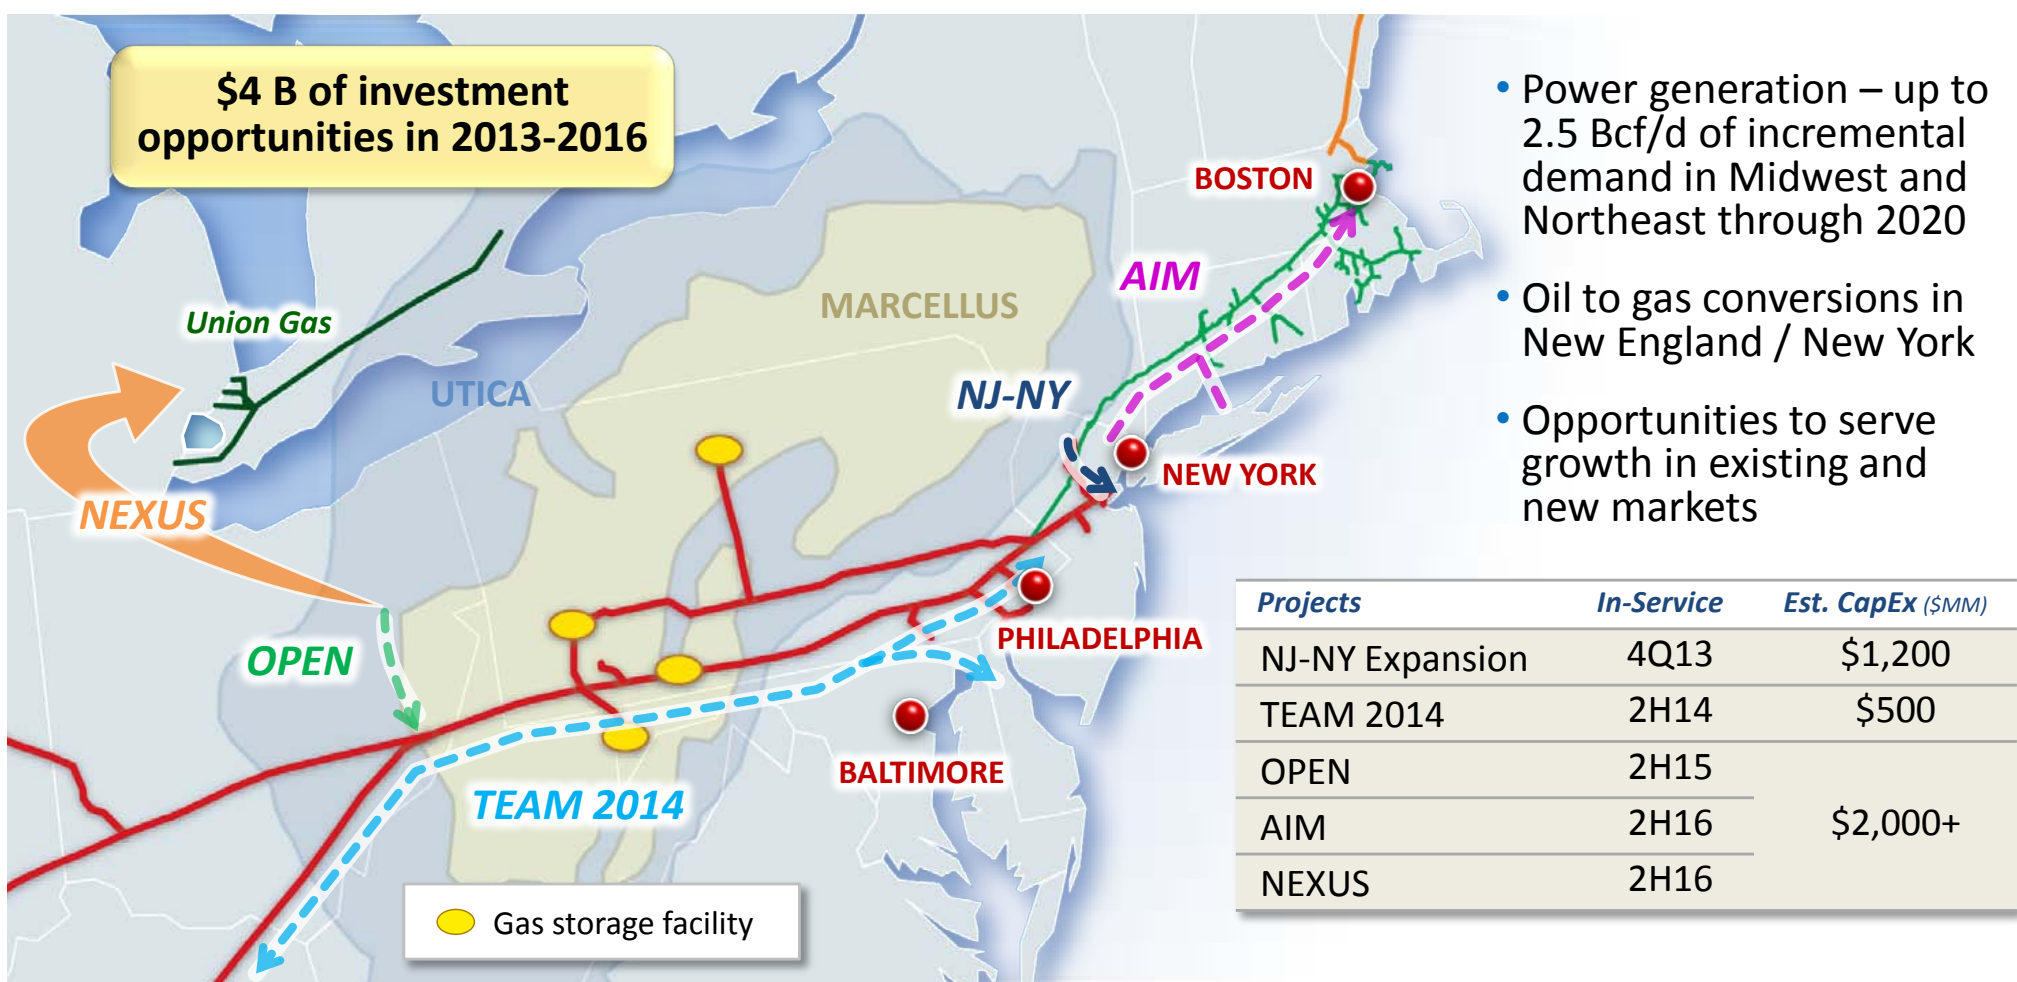 $4 B of investment
opportunities in 2013-2016
• Power generation – up to
2.5 Bcf/d of incremental
demand in Midwest and
Northeast through 2020
• Oil to gas conversions in
New England / New York
• Opportunities to serve
growth in existing and
new markets
BOSTON
AIM
MARCELLUS
Union Gas
UTICA
NJ-NY
NEW YORK
NEXUS
OPEN
PHILADELPHIA
BALTIMORE
TEAM 2014
Gas storage facility
Projects In-Service Est. CapEx ($MM)
NJ-NY Expansion 4Q13 $1,200
TEAM 2014 2H14 $500
OPEN 2H15
AIM 2H16 $2,000+
NEXUS 2H16